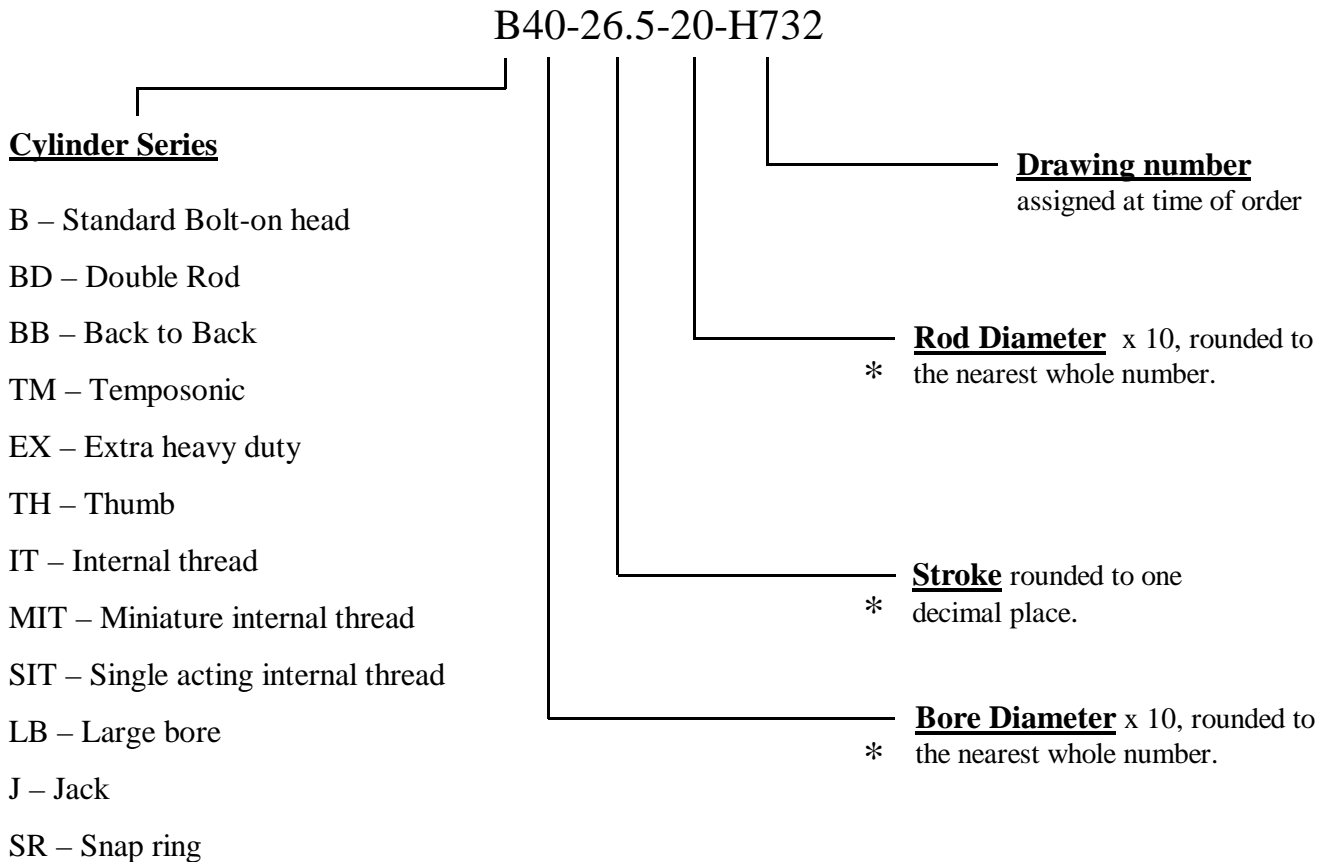 B40-26.5-20-H732
Cylinder Series
B – Standard Bolt-on head
BD – Double Rod
BB – Back to Back
TM – Temposonic
EX – Extra heavy duty
TH – Thumb
IT – Internal thread
MIT – Miniature internal thread
SIT – Single acting internal thread
LB – Large bore
J – Jack
SR – Snap ring
Drawing number
assigned at time of order
Rod Diameter x 10, rounded to
* the nearest whole number.
Stroke rounded to one
* decimal place.
Bore Diameter x 10, rounded to
* the nearest whole number.